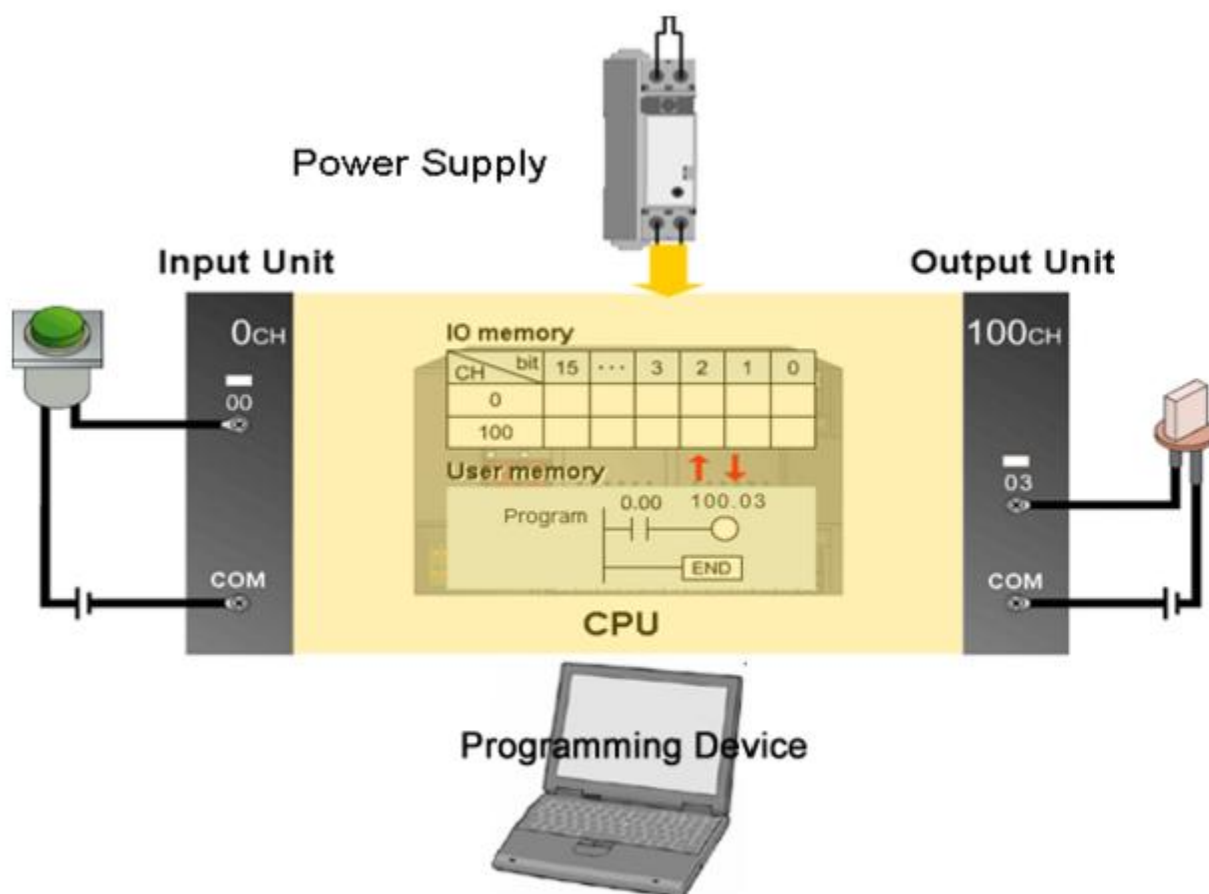 Power Supply
Input Unit
Output Unit
0CH
100CH
IO memory
CH bit 15 ... 3 2 1 0
0
100
00
User memory
03
0.00 100.03
Program
END
COM
COM
CPU
Programming Device